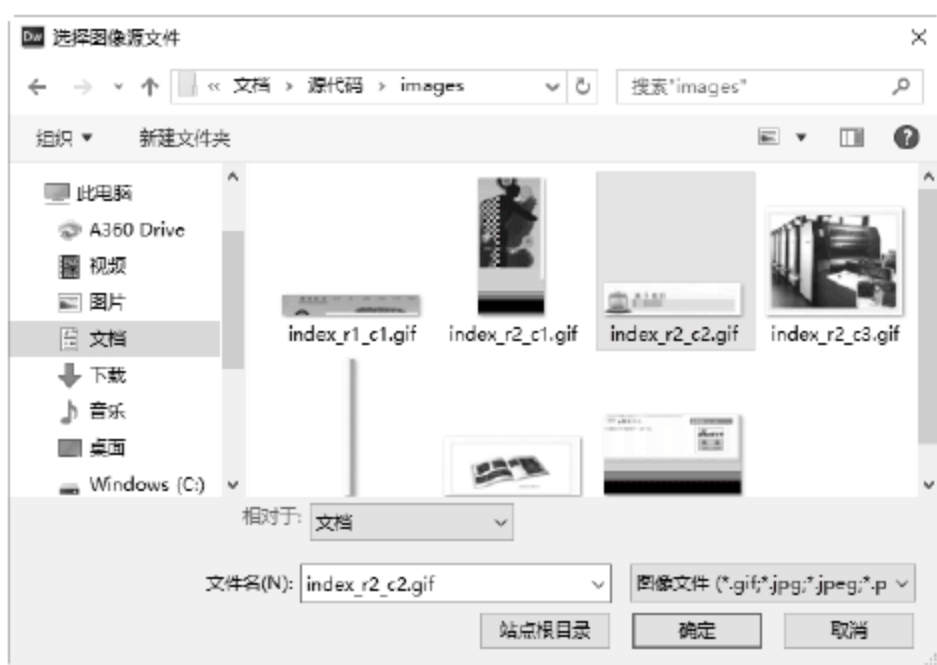 Dw 选择图像源文件
« 文档 › 源代码 › images
搜索"images"
组织 新建文件夹
此电脑
A360 Drive
视频
图片
文档
下载
音乐
桌面
Windows (C:)
index_r1_c1.gif index_r2_c1.gif index_r2_c2.gif index_r2_c3.gif
相对于: 文档
文件名(N): index_r2_c2.gif 图像文件 (*.gif;*.jpg;*.jpeg;*.p
站点根目录 确定 取消